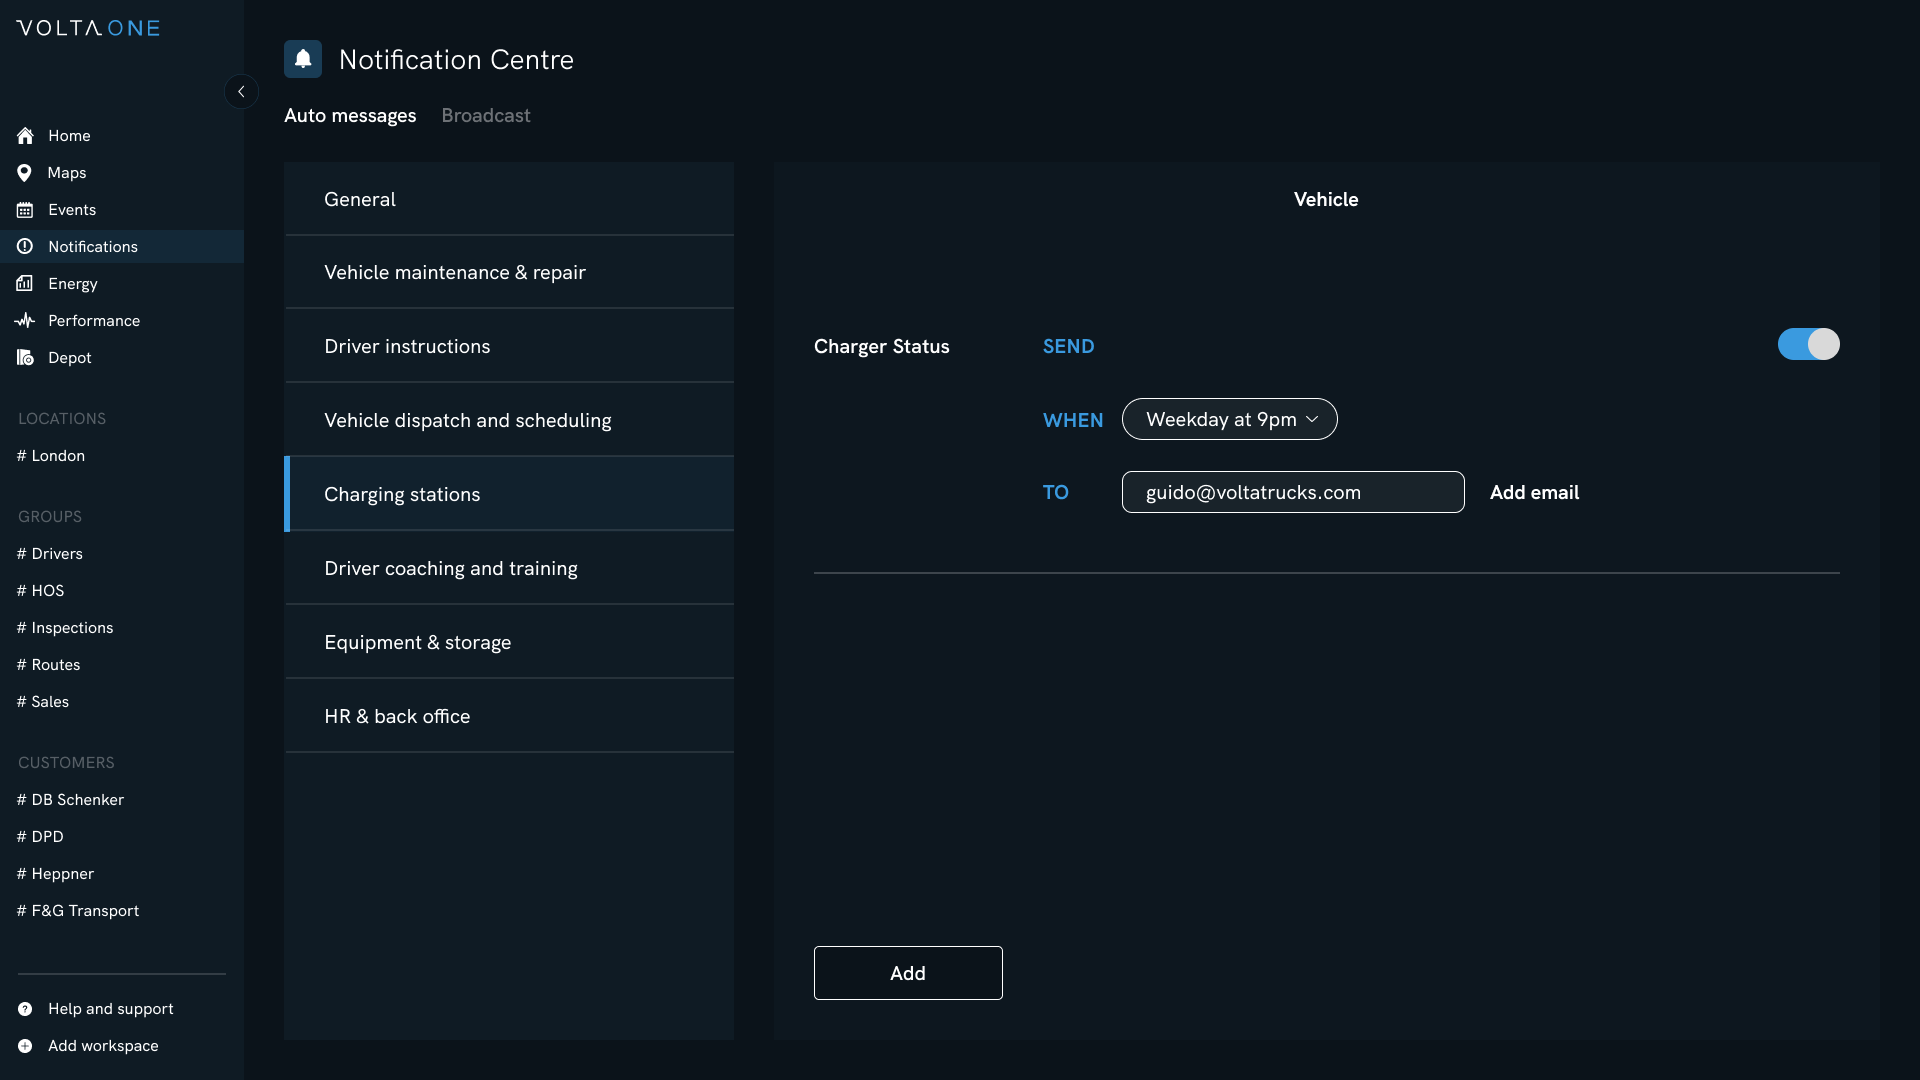 VOLTA ONE
Home
Maps
Events
Notifications
Energy
Performance
Depot
LOCATIONS
# London
GROUPS
# Drivers
# HOS
# Inspections
# Routes
# Sales
CUSTOMERS
# DB Schenker
# DPD
# Heppner
# F&G Transport
Help and support
Add workspace
Notification Centre
Auto messages Broadcast
General
Vehicle maintenance & repair
Driver instructions
Vehicle dispatch and scheduling
Charging stations
Driver coaching and training
Equipment & storage
HR & back office
Vehicle
Charger Status SEND
WHEN Weekday at 9pm
TO guido@voltatrucks.com Add email
Add